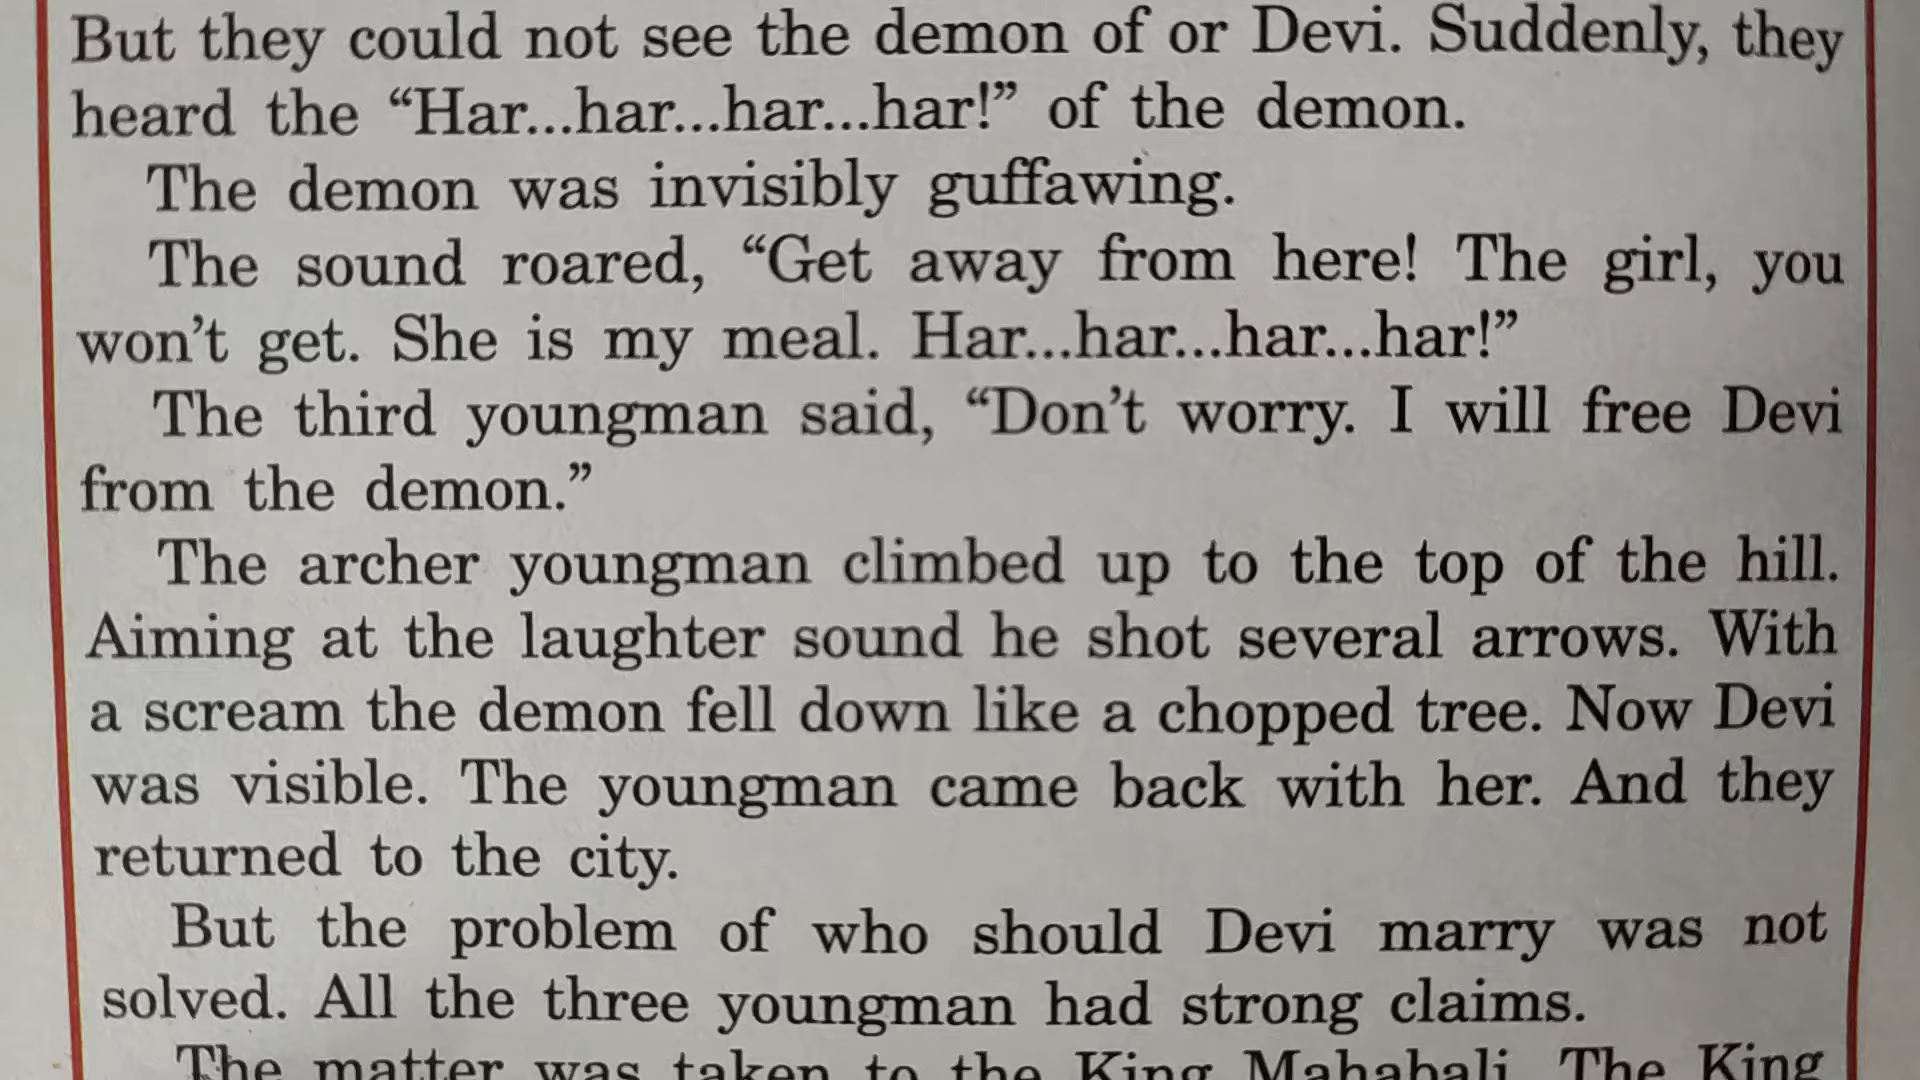 But they could not see the demon of or Devi. Suddenly, they
heard the “Har...har...har...har!” of the demon.
The demon was invisibly guffawing.
The sound roared, “Get away from here! The girl, you
won’t get. She is my meal. Har...har...har...har!”
The third youngman said, “Don’t worry. I will free Devi
from the demon.”
The archer youngman climbed up to the top of the hill.
Aiming at the laughter sound he shot several arrows. With
a scream the demon fell down like a chopped tree. Now Devi
was visible. The youngman came back with her. And they
returned to the city.
But the problem of who should Devi marry was not
solved. All the three youngman had strong claims.
The matter was taken to the King Mahabali. The King